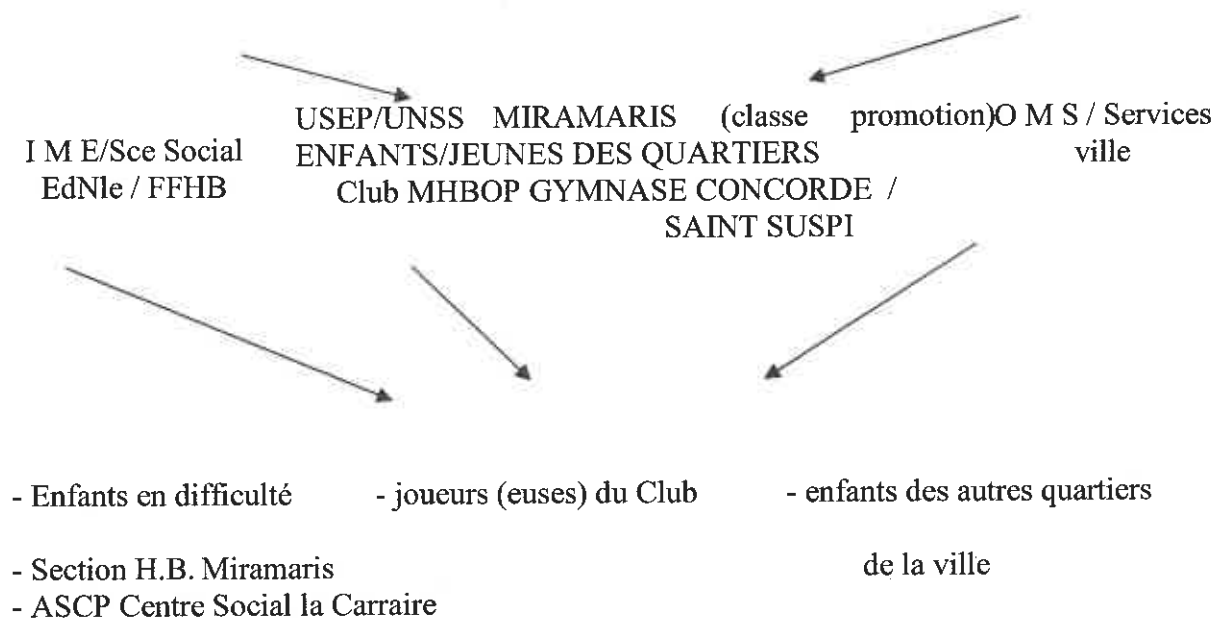 USEP/UNSS MIRAMARIS (classe promotion)O M S / Services
I M E/Sce Social ENFANTS/JEUNES DES QUARTIERS ville
EdNle / FFHB Club MHBOP GYMNASE CONCORDE /
SAINT SUSPI
- Enfants en difficulté - joueurs (euses) du Club - enfants des autres quartiers
- Section H.B. Miramaris de la ville
- ASCP Centre Social la Carraire